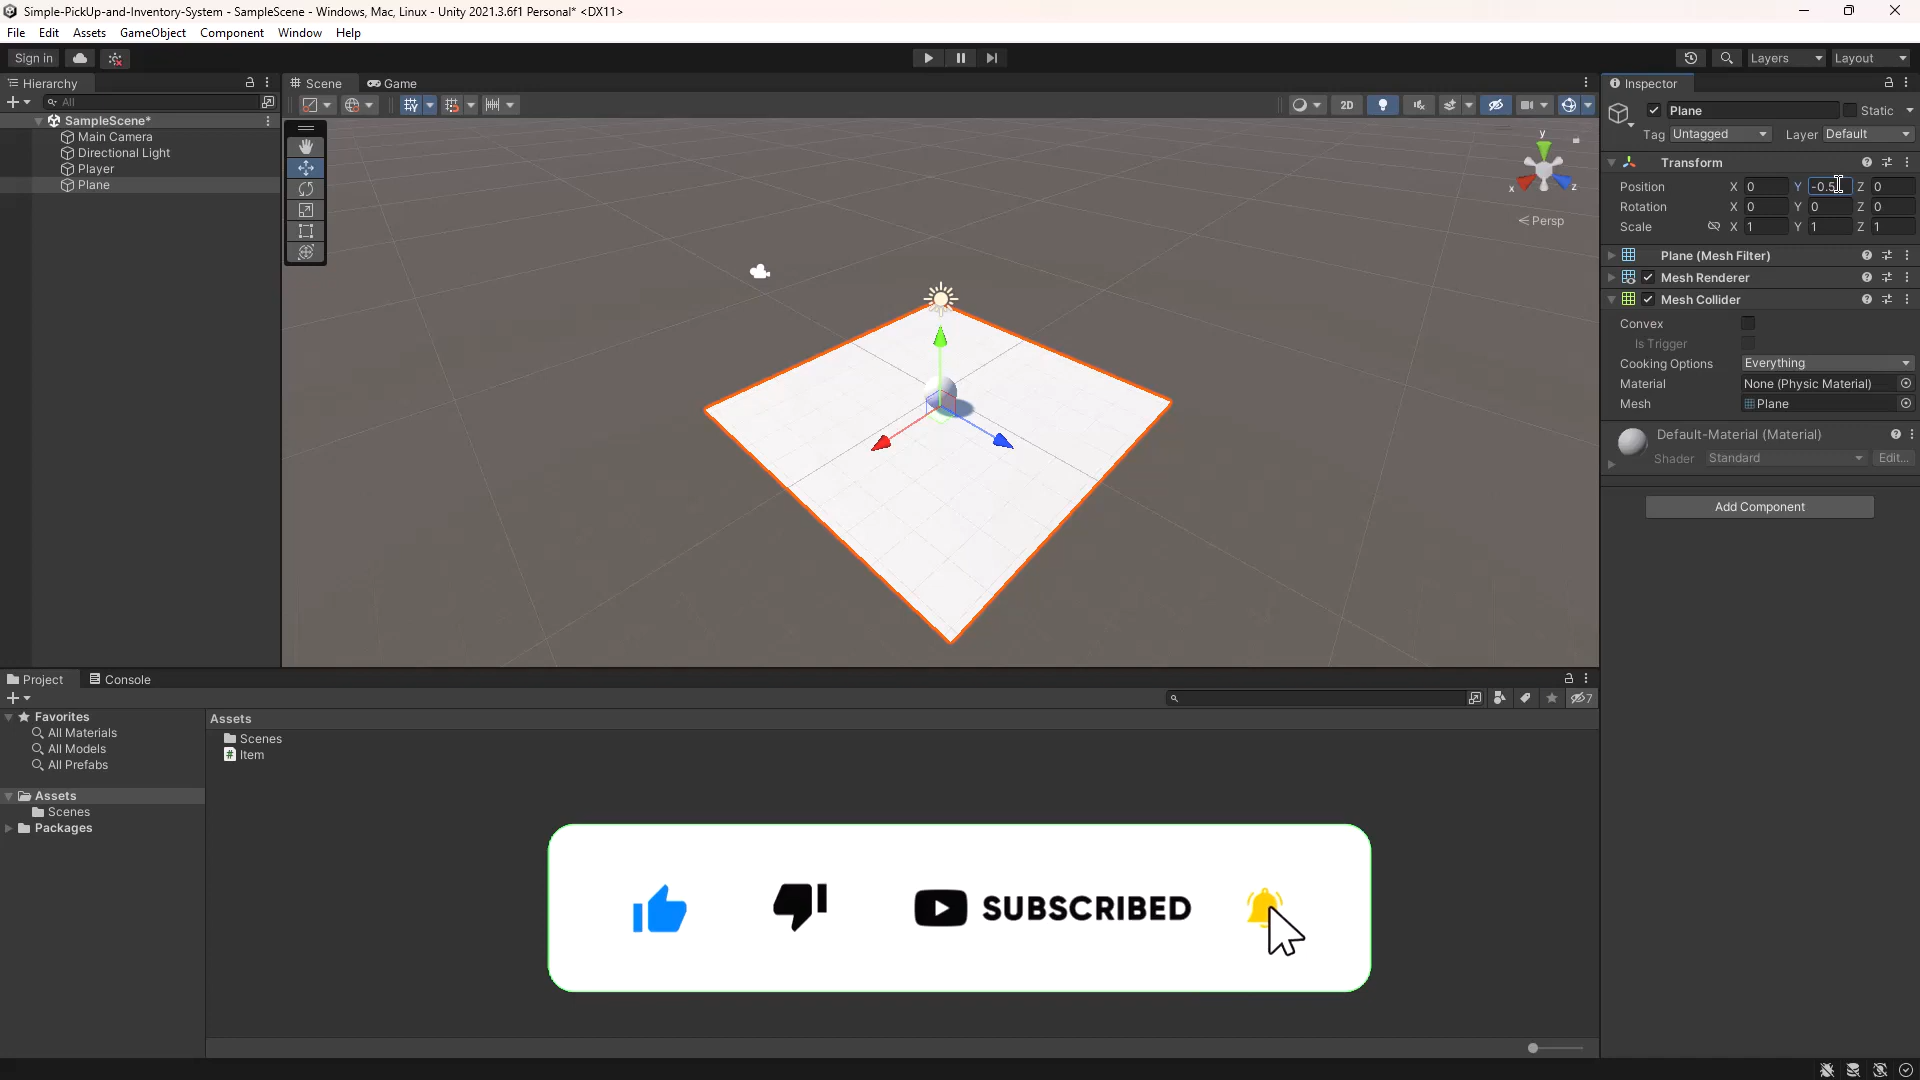 Simple-PickUp-and-Inventory-System - SampleScene - Windows, Mac, Linux - Unity 2021.3.6f1 Personal* <DX11>
File Edit Assets GameObject Component Window Help
Sign in Layers Layout
Hierarchy
All
SampleScene*
Main Camera
Directional Light
Player
Plane
Scene Game
2D
y
x z
Persp
Inspector
Plane Static
Tag Untagged Layer Default
Transform
Position X 0 Y -0.5 Z 0
Rotation X 0 Y 0 Z 0
Scale X 1 Y 1 Z 1
Plane (Mesh Filter)
Mesh Renderer
Mesh Collider
Convex
Is Trigger
Cooking Options Everything
Material None (Physic Material)
Mesh Plane
Default-Material (Material)
Shader Standard Edit...
Add Component
Project Console
7
Favorites
All Materials
All Models
All Prefabs
Assets
Scenes
Packages
Assets
Scenes
Item
SUBSCRIBED